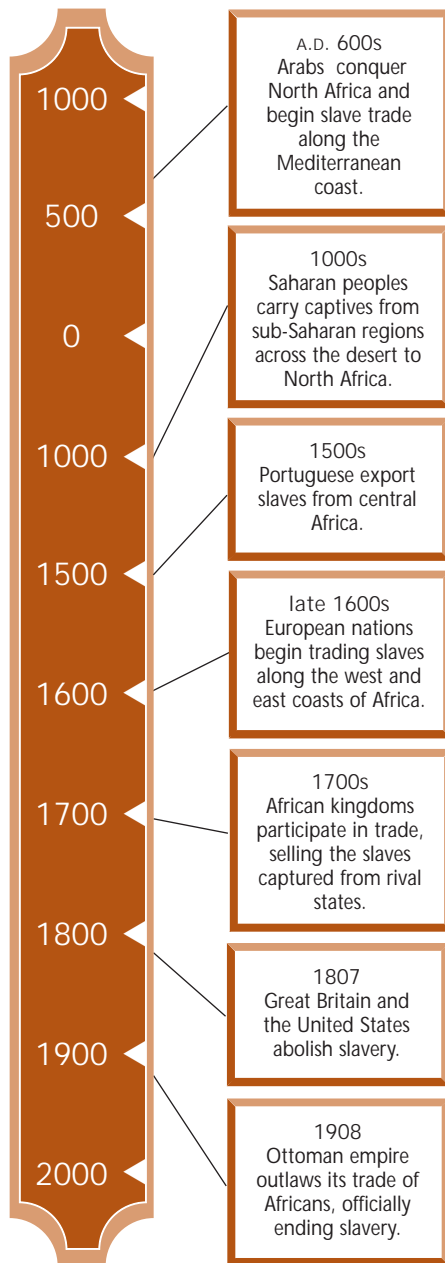 1000
500
0
1000
1500
1600
1700
1800
1900
2000
A.D. 600s
Arabs conquer
North Africa and
begin slave trade
along the
Mediterranean
coast.
1000s
Saharan peoples
carry captives from
sub-Saharan regions
across the desert to
North Africa.
1500s
Portuguese export
slaves from central
Africa.
late 1600s
European nations
begin trading slaves
along the west and
east coasts of Africa.
1700s
African kingdoms
participate in trade,
selling the slaves
captured from rival
states.
1807
Great Britain and
the United States
abolish slavery.
1908
Ottoman empire
outlaws its trade of
Africans, officially
ending slavery.